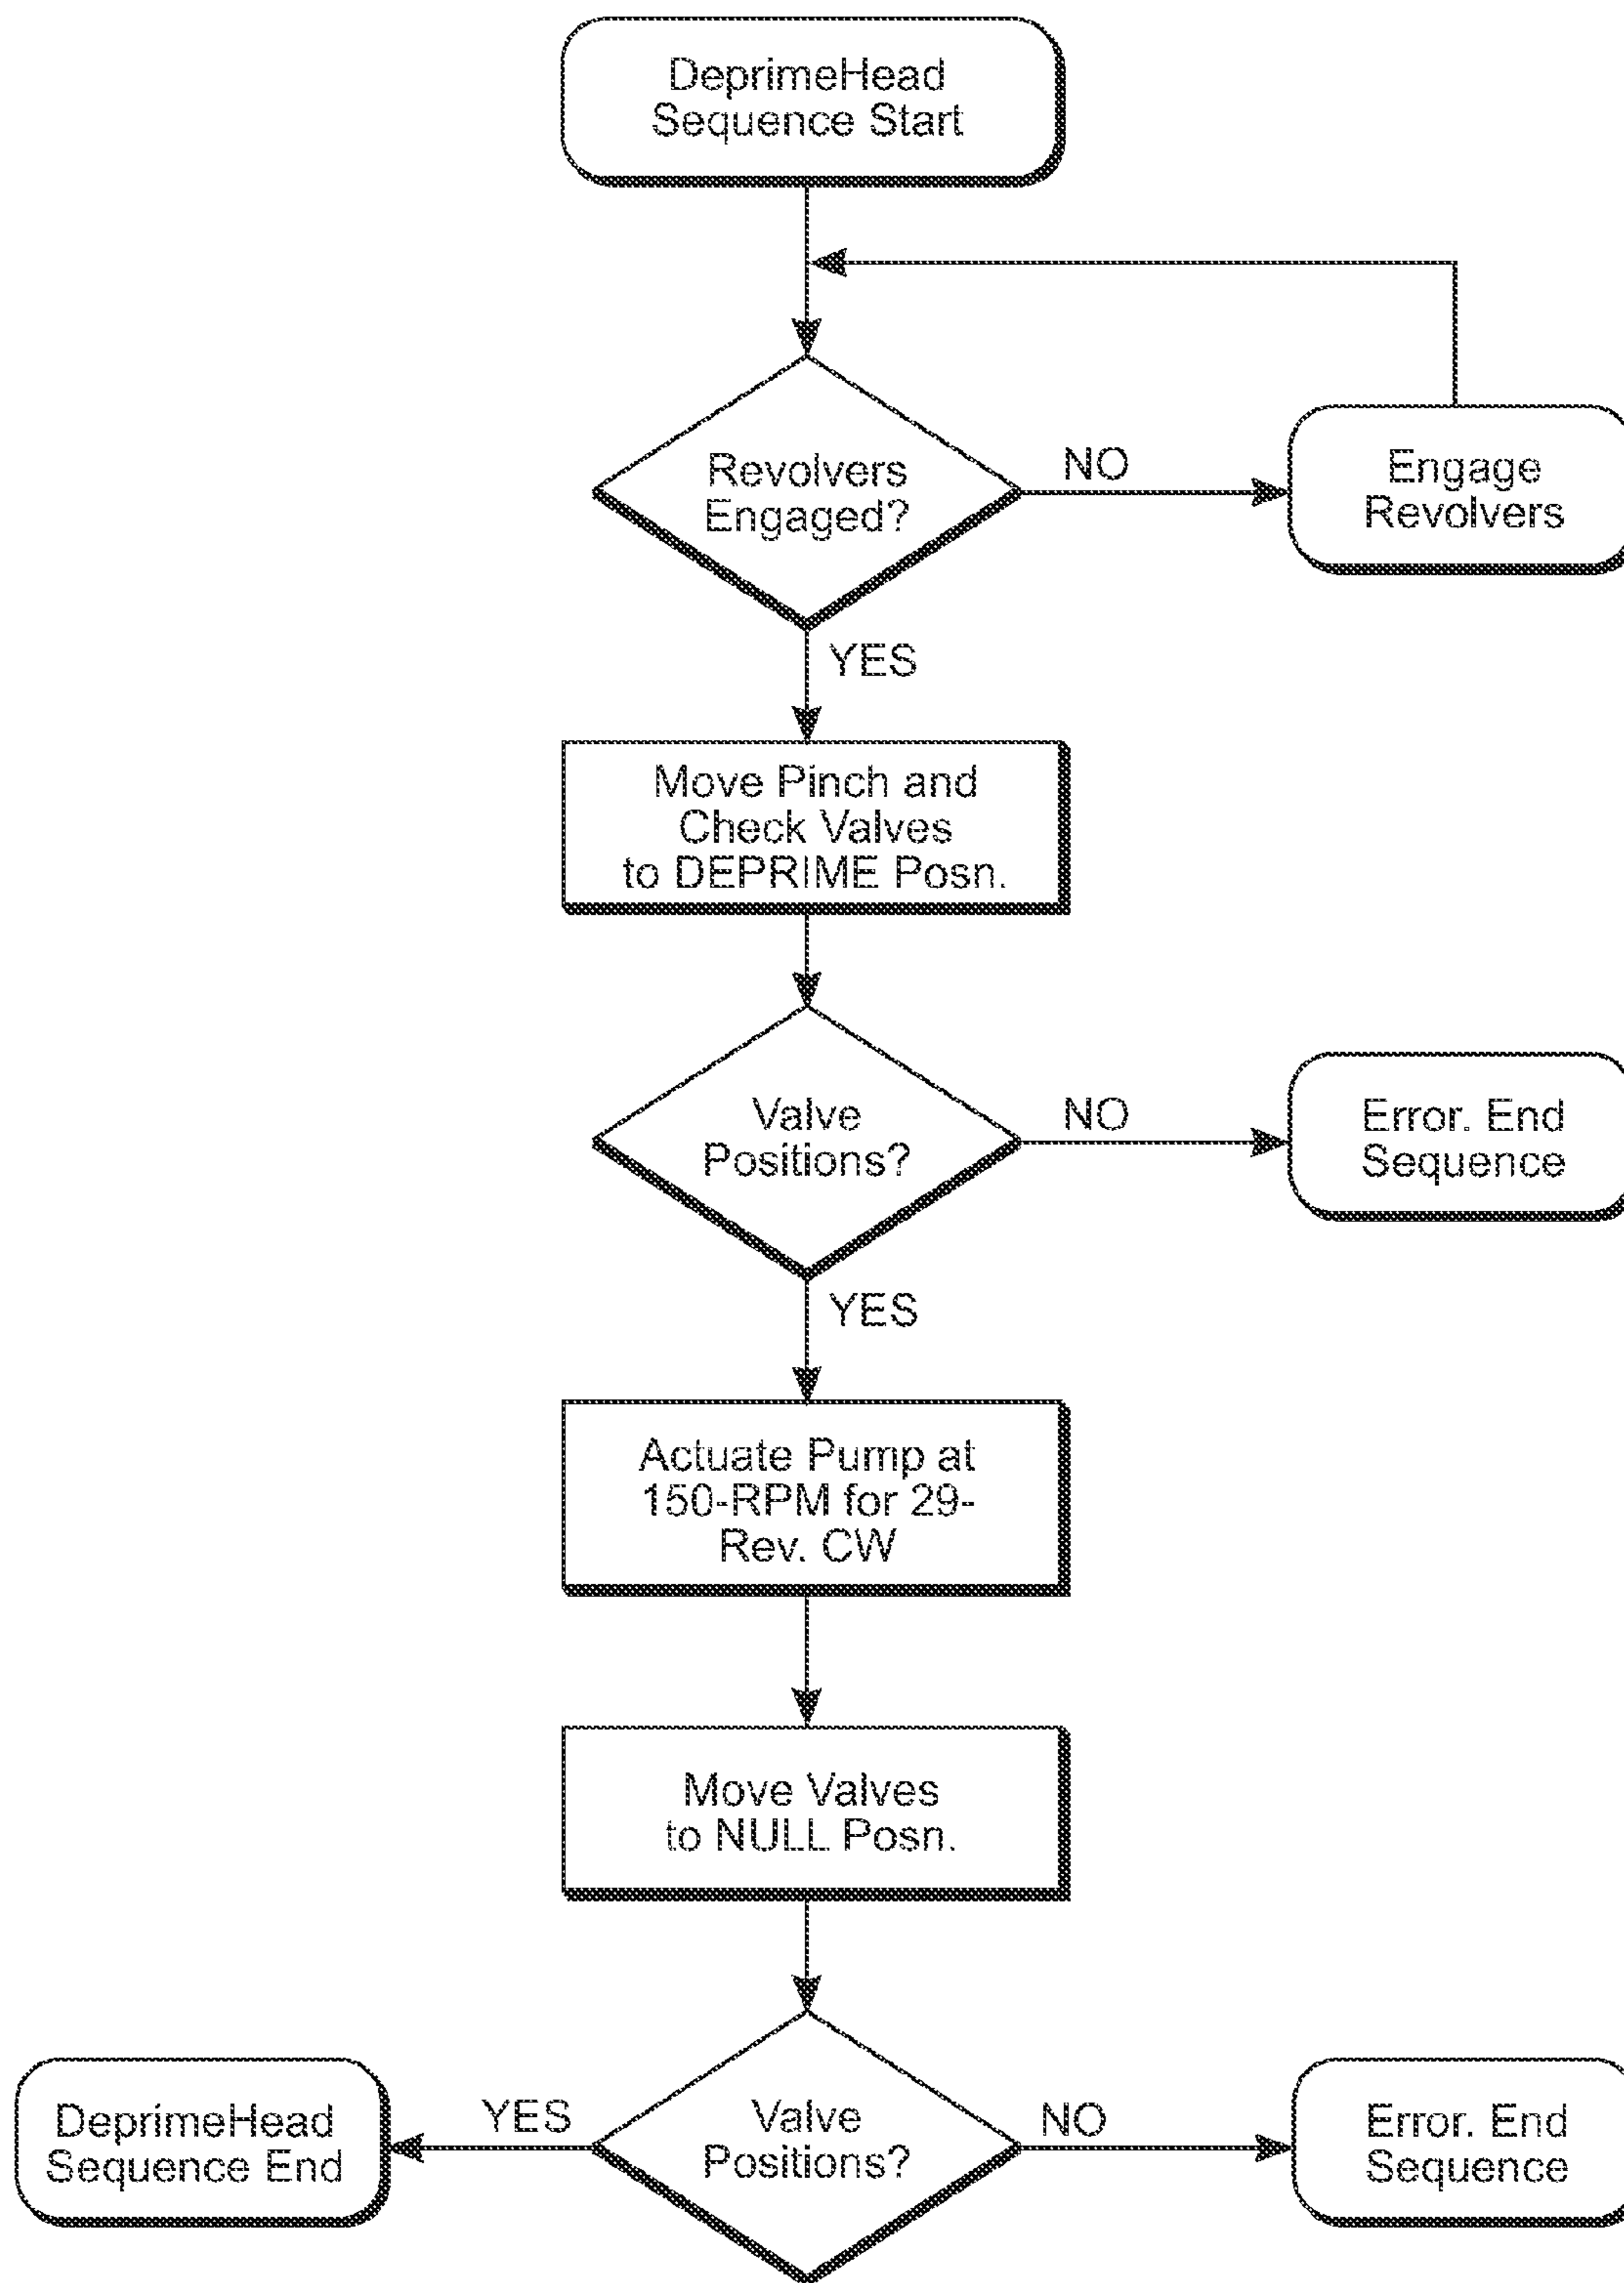 DeprimeHead
Sequence Start
Revolvers
Engaged?
NO
Engage
Revolvers
YES
Move Pinch and
Check Valves
to DEPRIME Posn.
Valve
Positions?
NO
Error. End
Sequence
YES
Actuate Pump at
150-RPM for 29-
Rev. CW
Move Valves
to NULL Posn.
DeprimeHead
Sequence End
YES
Valve
Positions?
NO
Error. End
Sequence